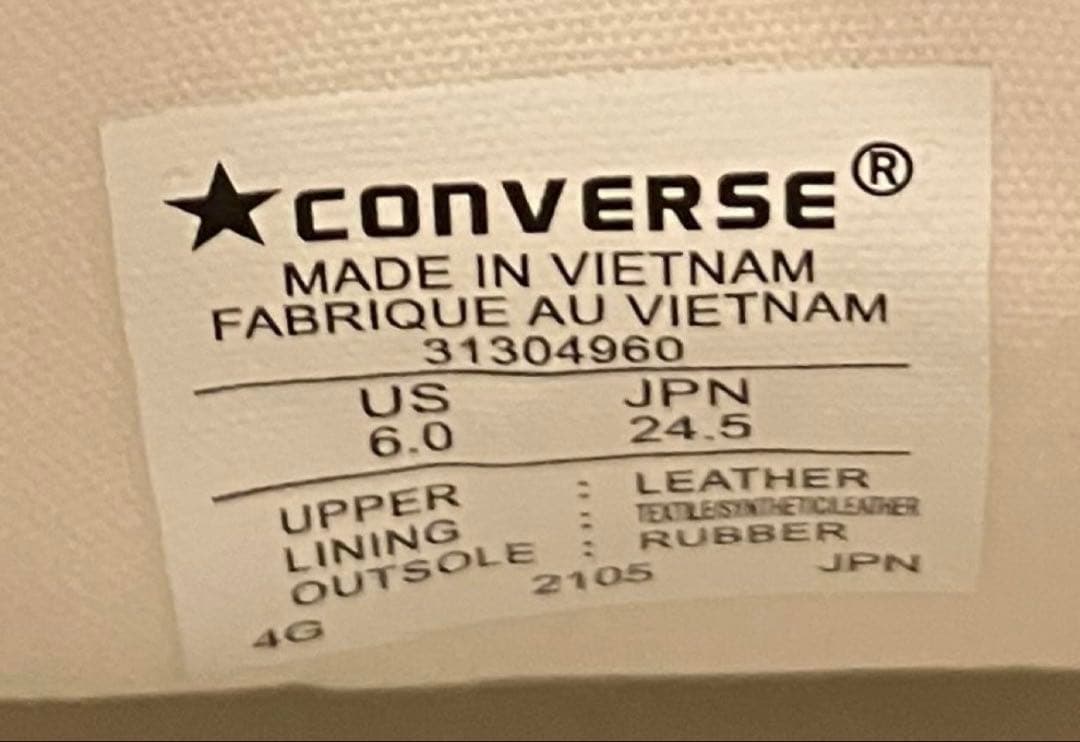 ★CONVERSE®
MADE IN VIETNAM
FABRIQUE AU VIETNAM
31304960
US JPN
6.0 24.5
UPPER : LEATHER
LINING : TEXTILE/SYNTHETIC/LEATHER
OUTSOLE : RUBBER
4G 2105 JPN